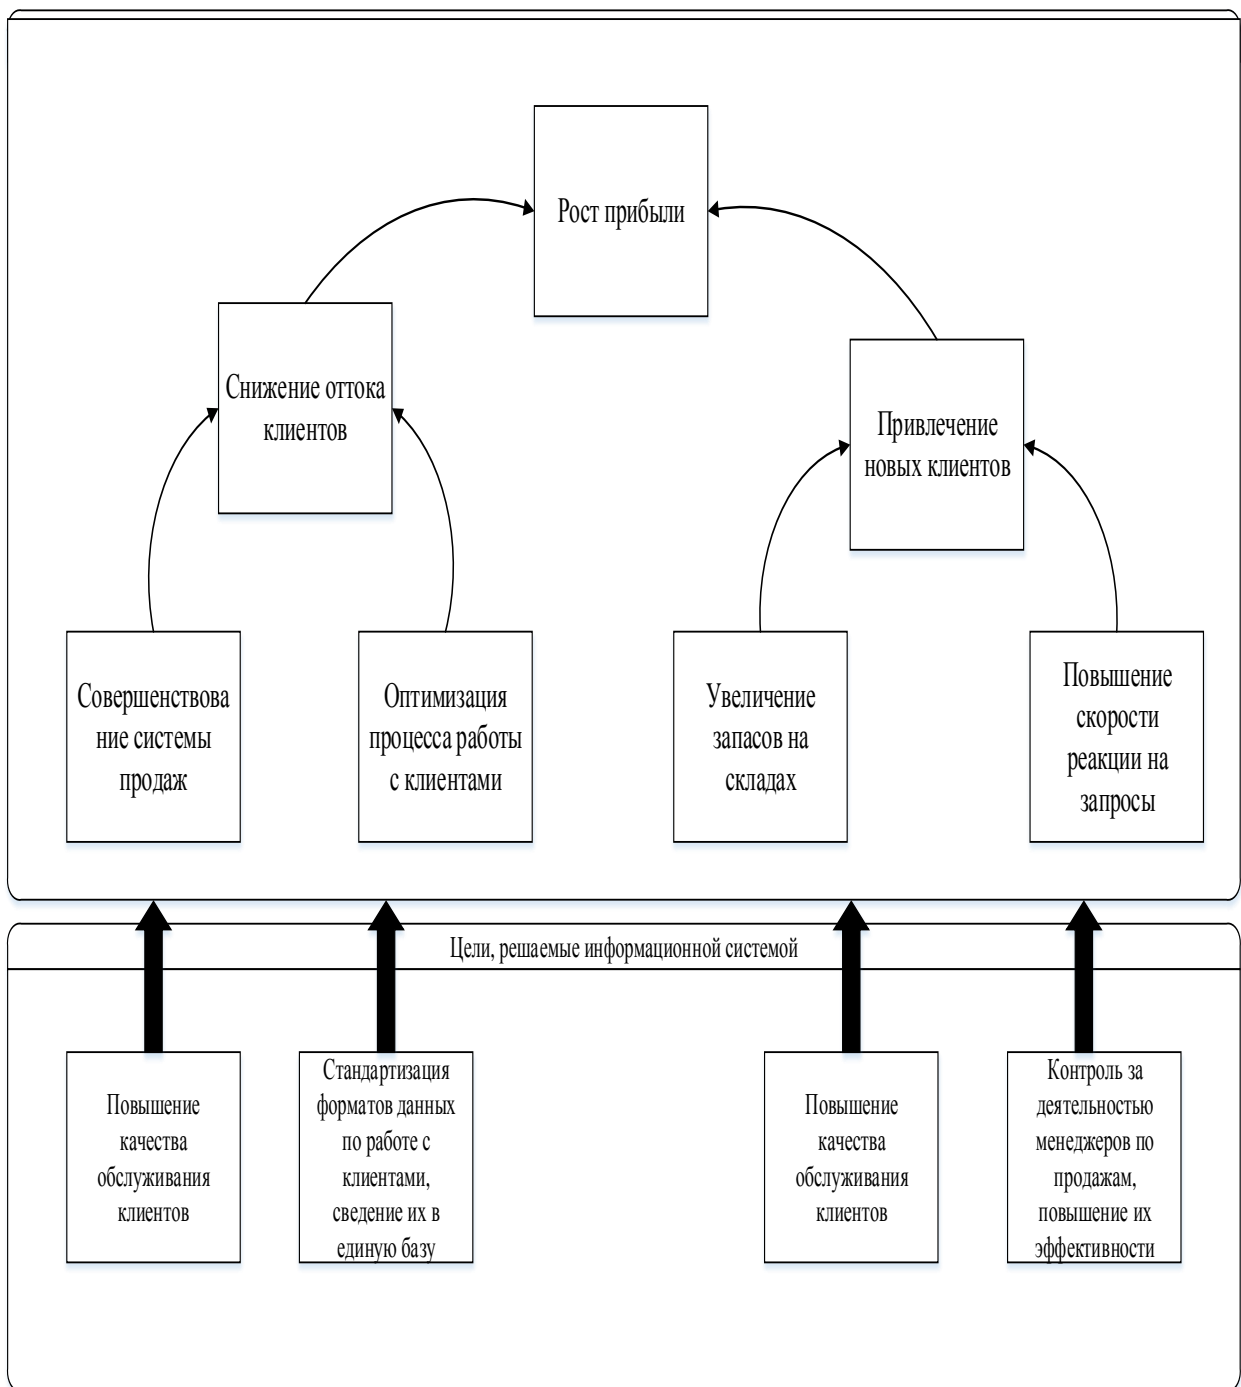 Рост прибыли
Снижение оттока
клиентов
Привлечение
новых клиентов
Совершенствова
ние системы
продаж
Оптимизация
процесса работы
с клиентами
Увеличение
запасов на
складах
Повышение
скорости
реакции на
запросы
Цели, решаемые информационной системой
Повышение
качества
обслуживания
клиентов
Стандартизация
форматов данных
по работе с
клиентами,
сведение их в
единую базу
Повышение
качества
обслуживания
клиентов
Контроль за
деятельностью
менеджеров по
продажам,
повышение их
эффективности